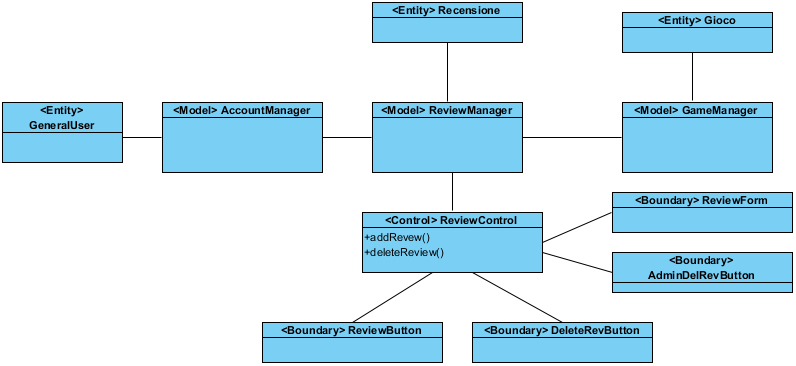 <Entity> Recensione
<Entity> Gioco
<Entity>
GeneralUser
<Model> AccountManager
<Model> ReviewManager
<Model> GameManager
<Control> ReviewControl
+addRevew()
+deleteReview()
<Boundary> ReviewForm
<Boundary>
AdminDelRevButton
<Boundary> ReviewButton
<Boundary> DeleteRevButton